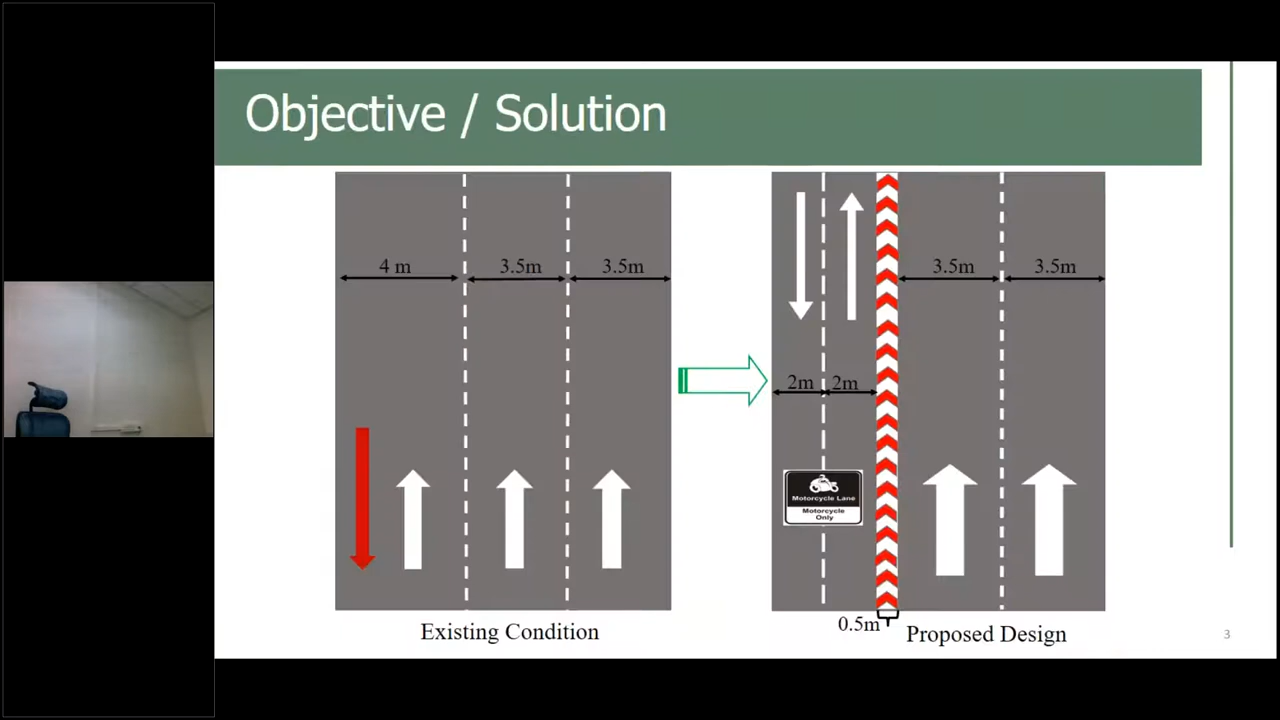 Objective / Solution
4 m
3.5m
3.5m
Existing Condition
3.5m
3.5m
2m
2m
Motorcycle Lane
Motorcycle
Only
0.5m
Proposed Design
3